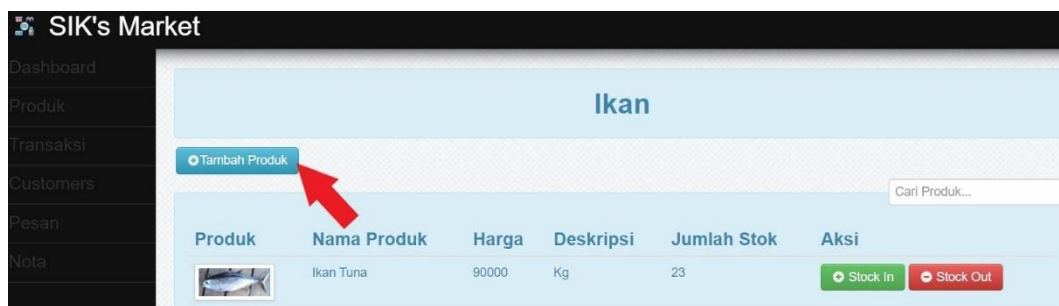 SIK's Market
Dashboard
Produk
Transaksi
Customers
Pesan
Nota
Ikan
Tambah Produk
Cari Produk...
Produk Nama Produk Harga Deskripsi Jumlah Stok Aksi
Ikan Tuna 90000 Kg 23 Stock In Stock Out